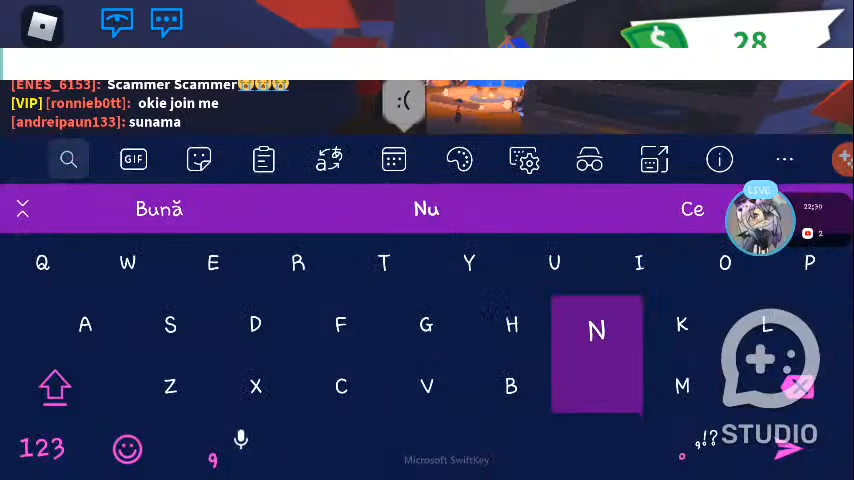 28
[ENES_6153]: Scammer Scammer😭😭😭
[VIP] [ronnieb0tt]: okie join me
:(
[andreipaun133]: sunama
GIF
Bună Nu Ce
LIVE
22:39
2
Q W E R T Y U I O P
A S D F G H N K L
Z X C V B M
123 , ,!? .
STUDIO
Microsoft SwiftKey